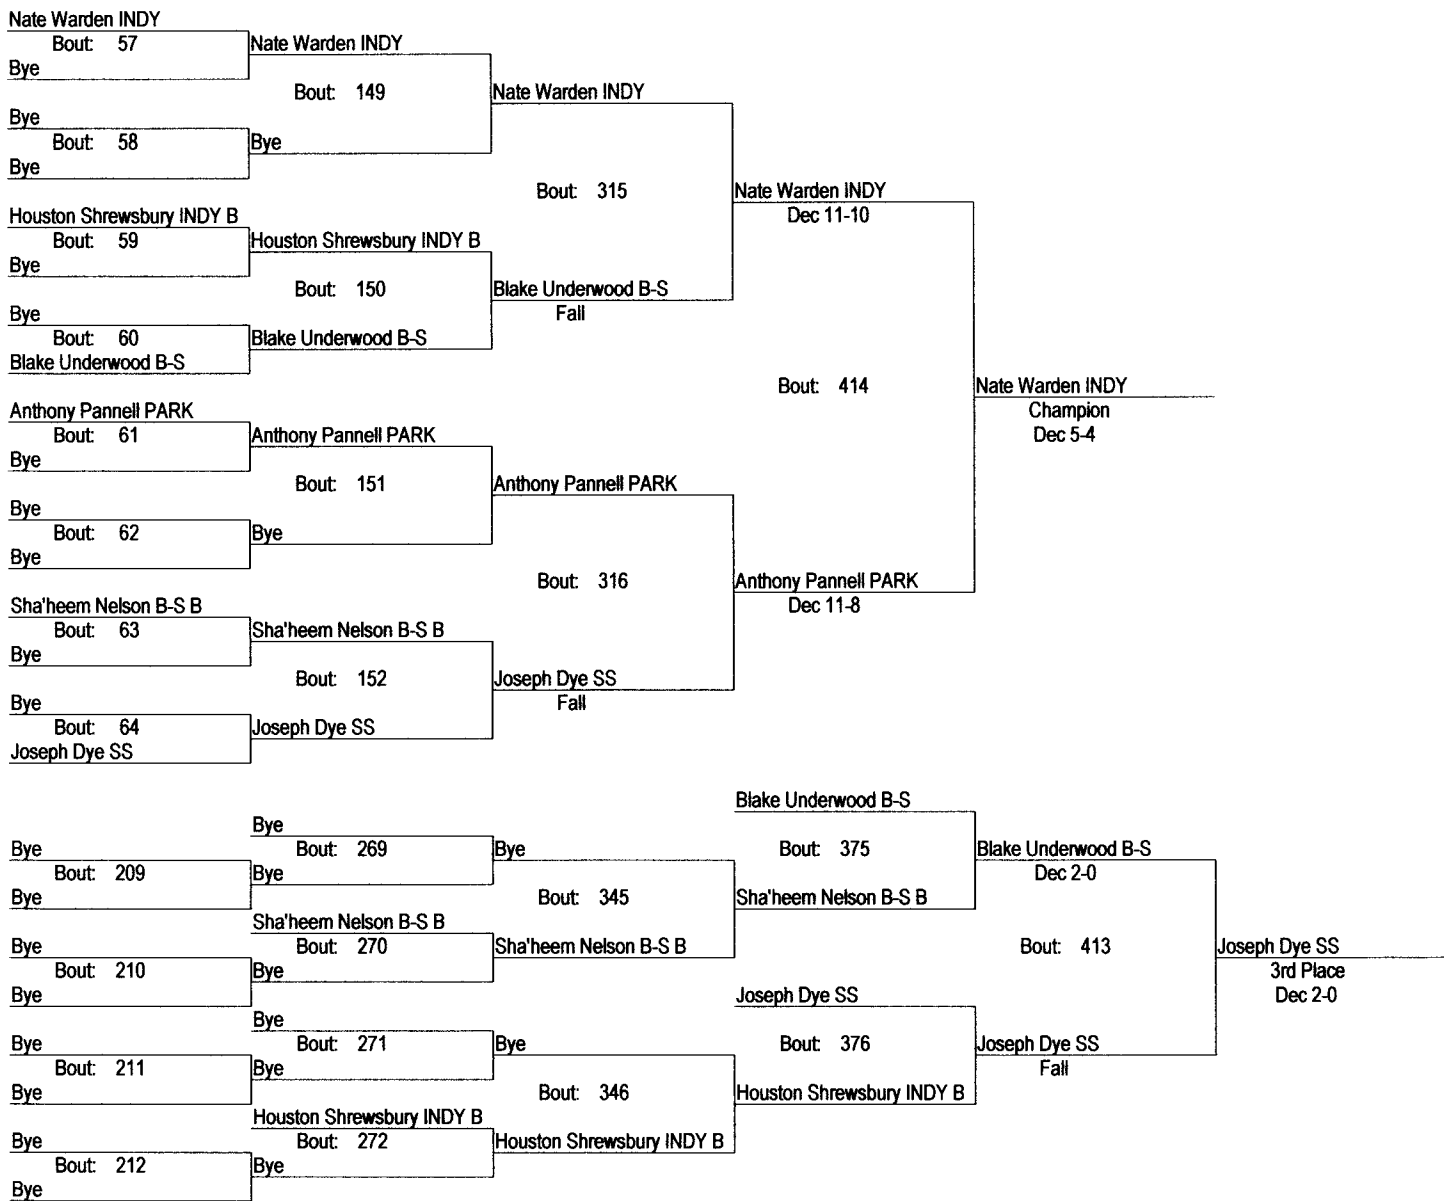 Nate Warden INDY
Bout: 57
Bye
Nate Warden INDY
Bout: 149
Bye
Bout: 58
Bye
Bye
Nate Warden INDY
Bout: 315
Houston Shrewsbury INDY B
Bout: 59
Bye
Houston Shrewsbury INDY B
Bout: 150
Bye
Bout: 60
Blake Underwood B-S
Blake Underwood B-S
Blake Underwood B-S
Fall
Nate Warden INDY
Dec 11-10
Bout: 414
Anthony Pannell PARK
Bout: 61
Bye
Anthony Pannell PARK
Bout: 151
Bye
Bout: 62
Bye
Bye
Anthony Pannell PARK
Bout: 316
Sha'heem Nelson B-S B
Bout: 63
Bye
Sha'heem Nelson B-S B
Bout: 152
Bye
Bout: 64
Joseph Dye SS
Joseph Dye SS
Joseph Dye SS
Fall
Anthony Pannell PARK
Dec 11-8
Nate Warden INDY
Champion
Dec 5-4
Bye
Bout: 209
Bye
Bye
Bout: 269
Bye
Bye
Bout: 345
Bye
Bout: 210
Bye
Sha'heem Nelson B-S B
Bout: 270
Bye
Sha'heem Nelson B-S B
Blake Underwood B-S
Bout: 375
Sha'heem Nelson B-S B
Blake Underwood B-S
Dec 2-0
Bout: 413
Bye
Bout: 211
Bye
Bye
Bout: 271
Bye
Bye
Bout: 346
Bye
Bout: 212
Bye
Houston Shrewsbury INDY B
Bout: 272
Bye
Houston Shrewsbury INDY B
Joseph Dye SS
Bout: 376
Houston Shrewsbury INDY B
Joseph Dye SS
Fall
Joseph Dye SS
3rd Place
Dec 2-0